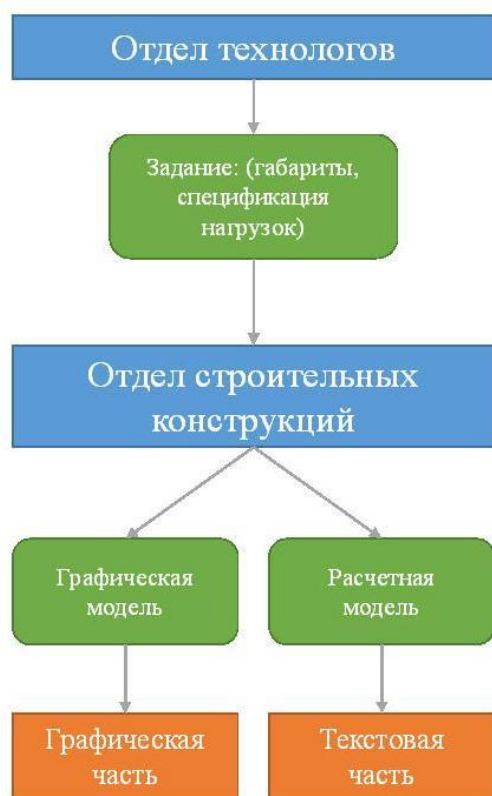 Отдел технологов
Задание: (габариты,
спецификация
нагрузок)
Отдел строительных
конструкций
Графическая
модель
Расчетная
модель
Графическая
часть
Текстовая
часть